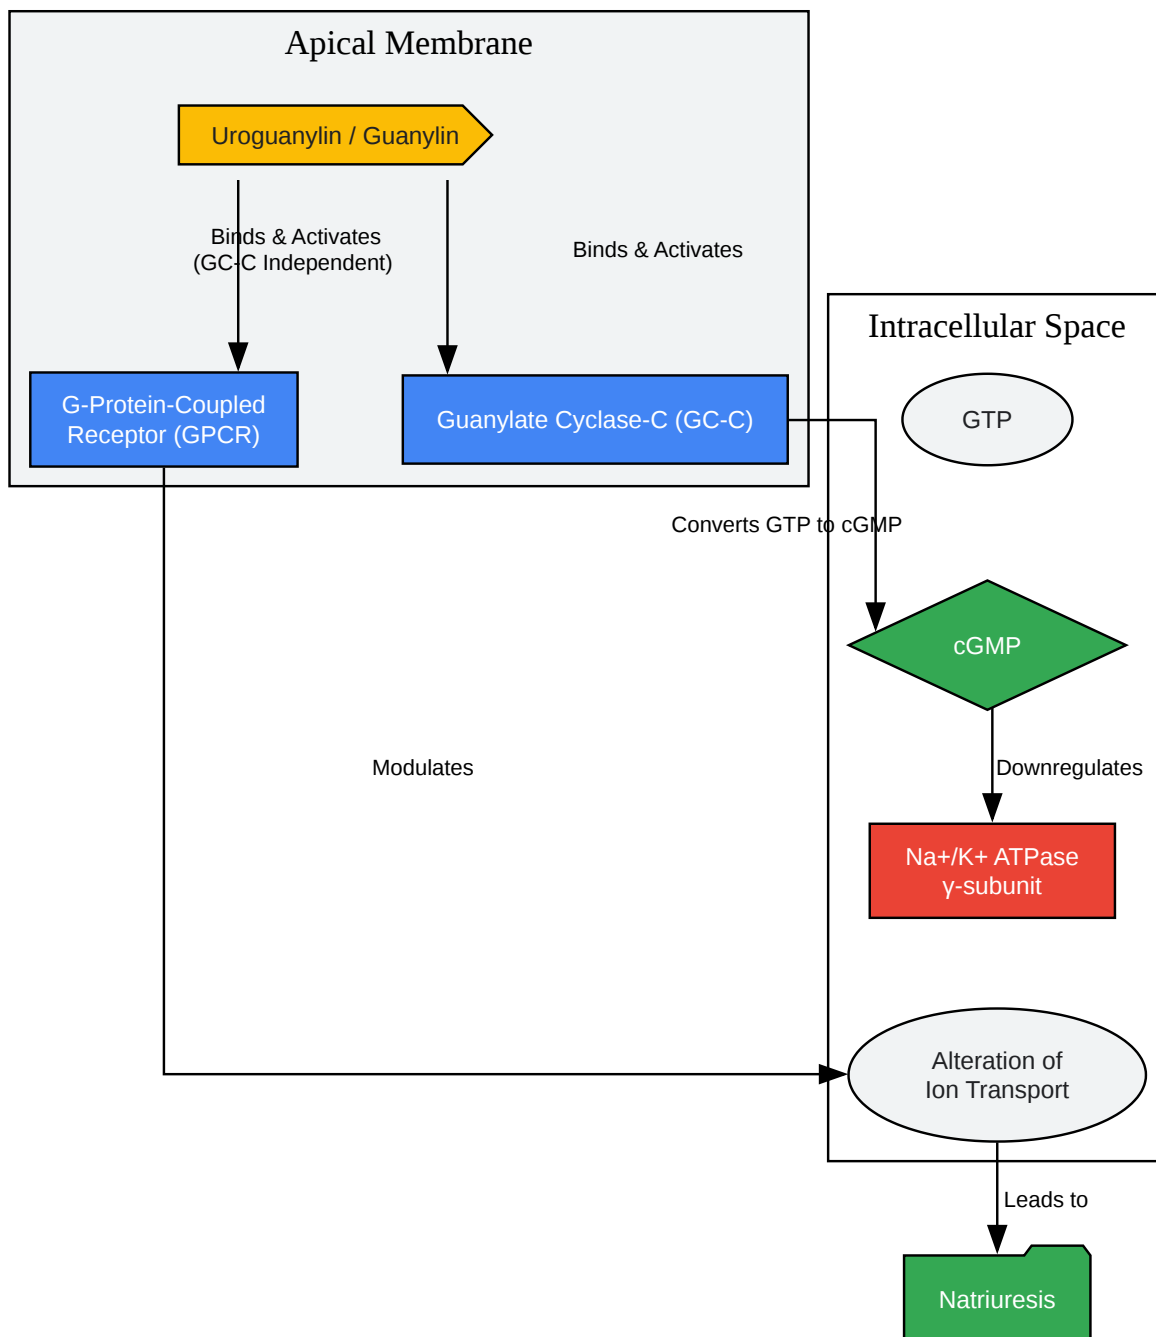 Apical Membrane
Uroguanylin / Guanylin
Binds & Activates
(GC-C Independent)
Binds & Activates
G-Protein-Coupled
Receptor (GPCR)
Guanylate Cyclase-C (GC-C)
Intracellular Space
GTP
Converts GTP to cGMP
cGMP
Modulates
Downregulates
Na+/K+ ATPase
γ-subunit
Alteration of
Ion Transport
Leads to
Natriuresis